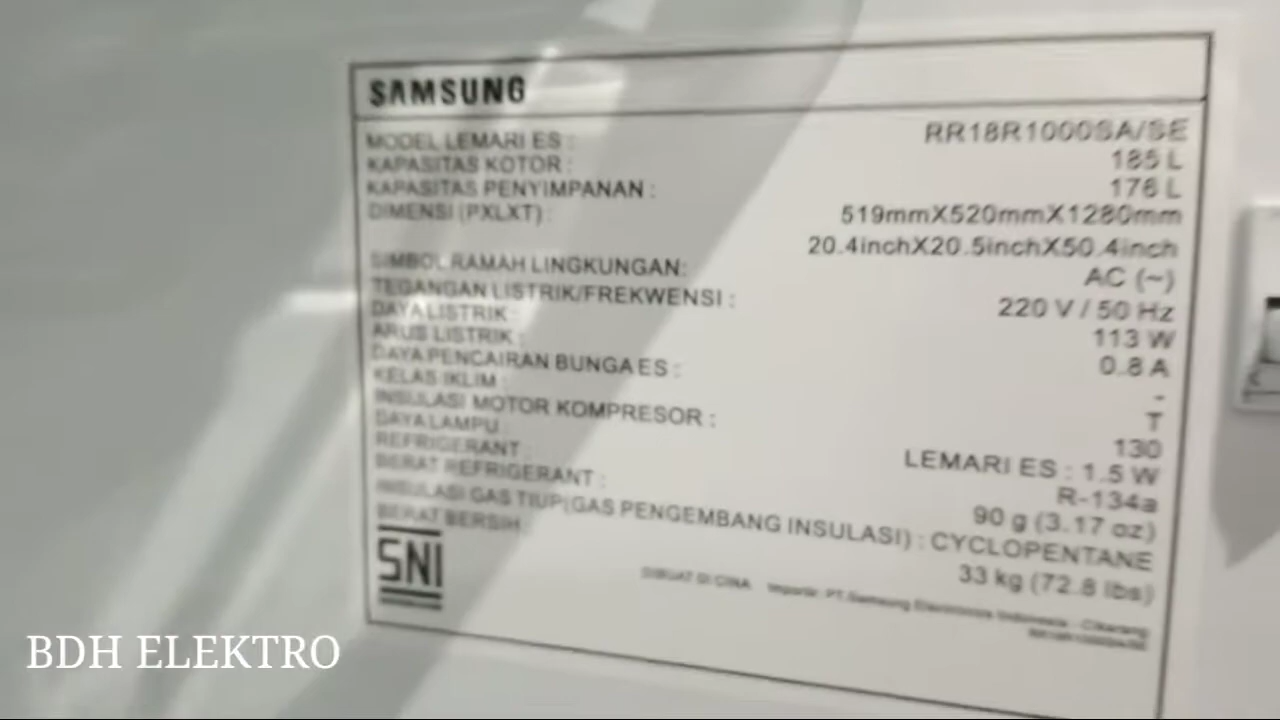 SAMSUNG
MODEL LEMARI ES : RR18R1000SA/SE
KAPASITAS KOTOR : 185 L
KAPASITAS PENYIMPANAN : 176 L
DIMENSI (PXLXT) : 519mmX520mmX1280mm
20.4inchX20.5inchX50.4inch
SIMBOL RAMAH LINGKUNGAN: AC (~)
TEGANGAN LISTRIK/FREKWENSI : 220 V / 50 Hz
DAYA LISTRIK : 113 W
ARUS LISTRIK : 0.8 A
DAYA PENCAIRAN BUNGA ES : -
KELAS IKLIM : T
INSULASI MOTOR KOMPRESOR : 130
DAYA LAMPU : LEMARI ES : 1.5 W
REFRIGERANT : R-134a
BERAT REFRIGERANT : 90 g (3.17 oz)
INSULASI GAS TIUP(GAS PENGEMBANG INSULASI) : CYCLOPENTANE
BERAT BERSIH : 33 kg (72.8 lbs)
SNI
DIBUAT DI CINA Importir: PT.Samsung Electronics Indonesia - Cikarang
BDH ELEKTRO